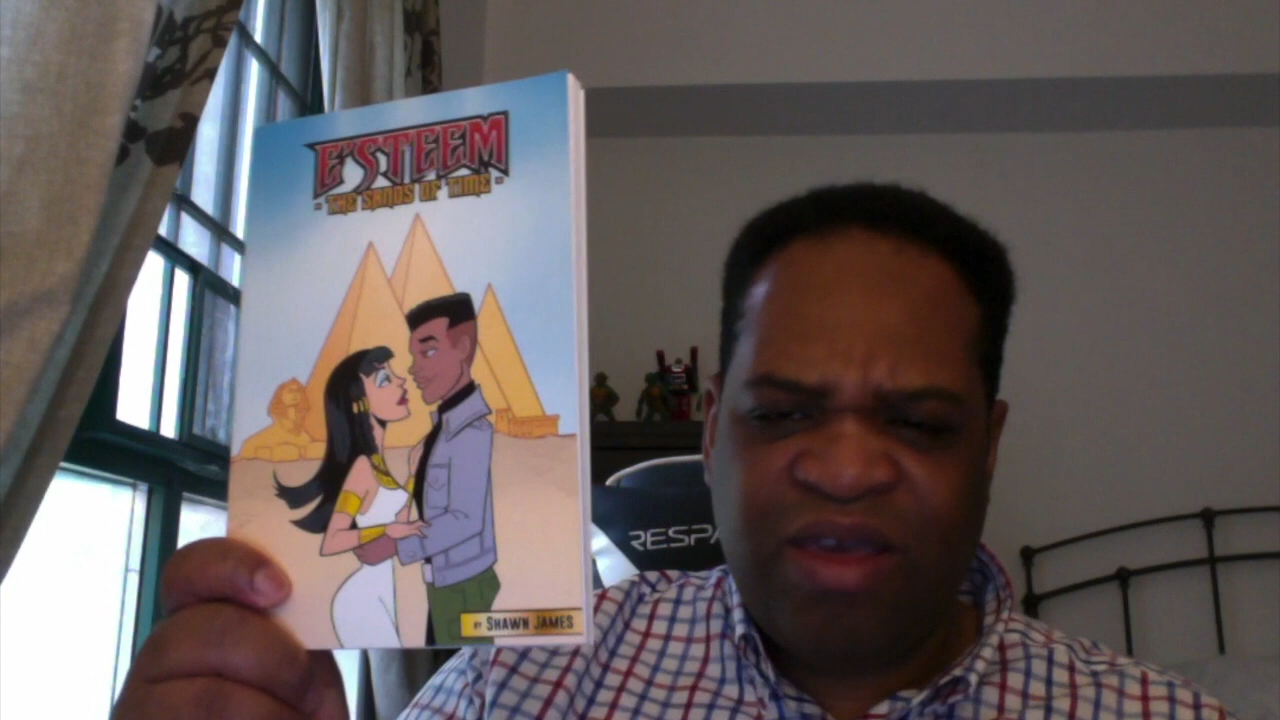 E'STEEM
- THE SANDS OF TIME -
BY SHAWN JAMES
RESPA